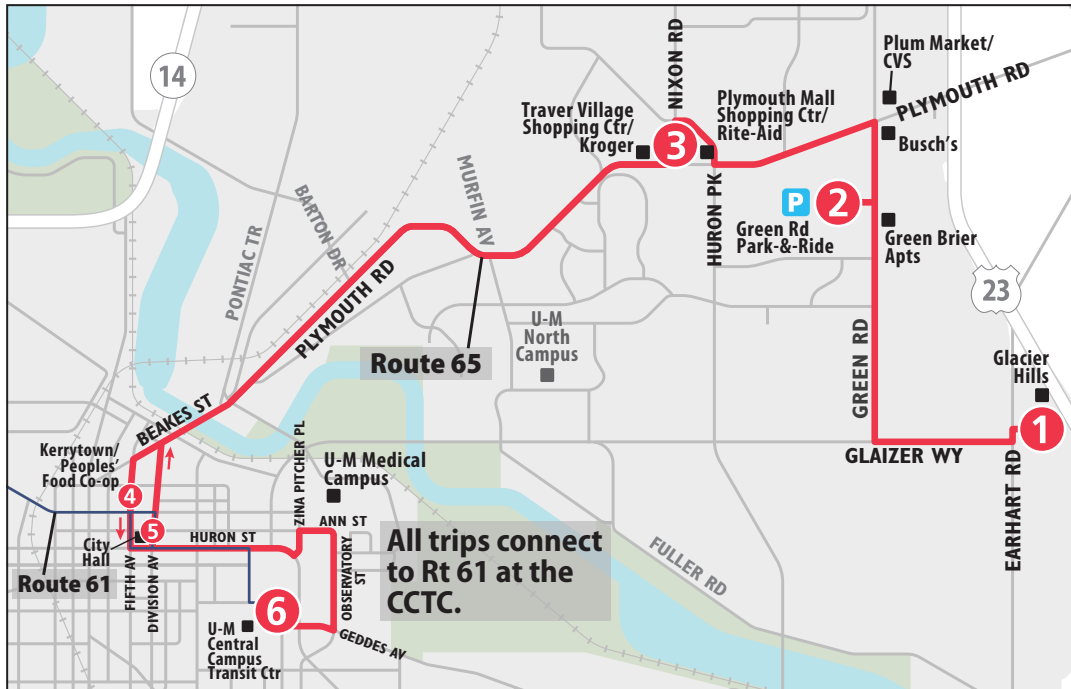 14
NIXON RD
Plum Market/
CVS
PLYMOUTH RD
Traver Village
Shopping Ctr/
Kroger
3
Plymouth Mall
Shopping Ctr/
Rite-Aid
Busch's
MURFIN AV
BARTON DR
PONTIAC TR
P
2
Green Rd
Park-&-Ride
HURON PK
Green Brier
Apts
PLYMOUTH RD
23
U-M
North
Campus
Route 65
GREEN RD
Glacier
Hills
1
BEAKES ST
GLAIZER WY
EARHART RD
Kerrytown/
Peoples'
Food Co-op
4
5
ZINA PITCHER PL
U-M Medical
Campus
City
Hall
HURON ST
ANN ST
OBSERVATORY
ST
All trips connect
to Rt 61 at the
CCTC.
FULLER RD
Route 61
FIFTH AV
DIVISION AV
6
U-M
Central
Campus
Transit Ctr
GEDDES AV